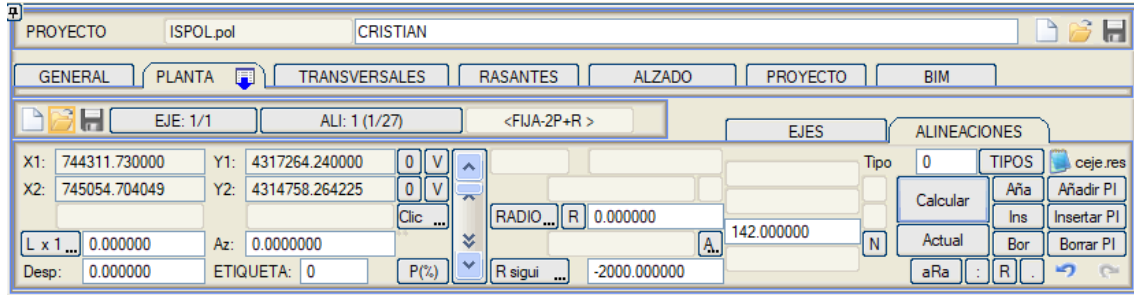 PROYECTO ISPOL.pol CRISTIAN
GENERAL PLANTA TRANSVERSALES RASANTES ALZADO PROYECTO BIM
EJE: 1/1 ALI: 1 (1/27) <FIJA-2P+R > EJES ALINEACIONES
X1: 744311.730000 Y1: 4317264.240000 0 V Tipo 0 TIPOS ceje.res
X2: 745054.704049 Y2: 4314758.264225 0 V Calcular Aña Añadir PI
Clic ... RADIO... R 0.000000 Ins Insertar PI
L x 1... 0.000000 Az: 0.0000000 A.. 142.000000 N Actual Bor Borrar PI
Desp: 0.000000 ETIQUETA: 0 P(%) R sigui ... -2000.000000 aRa : R .